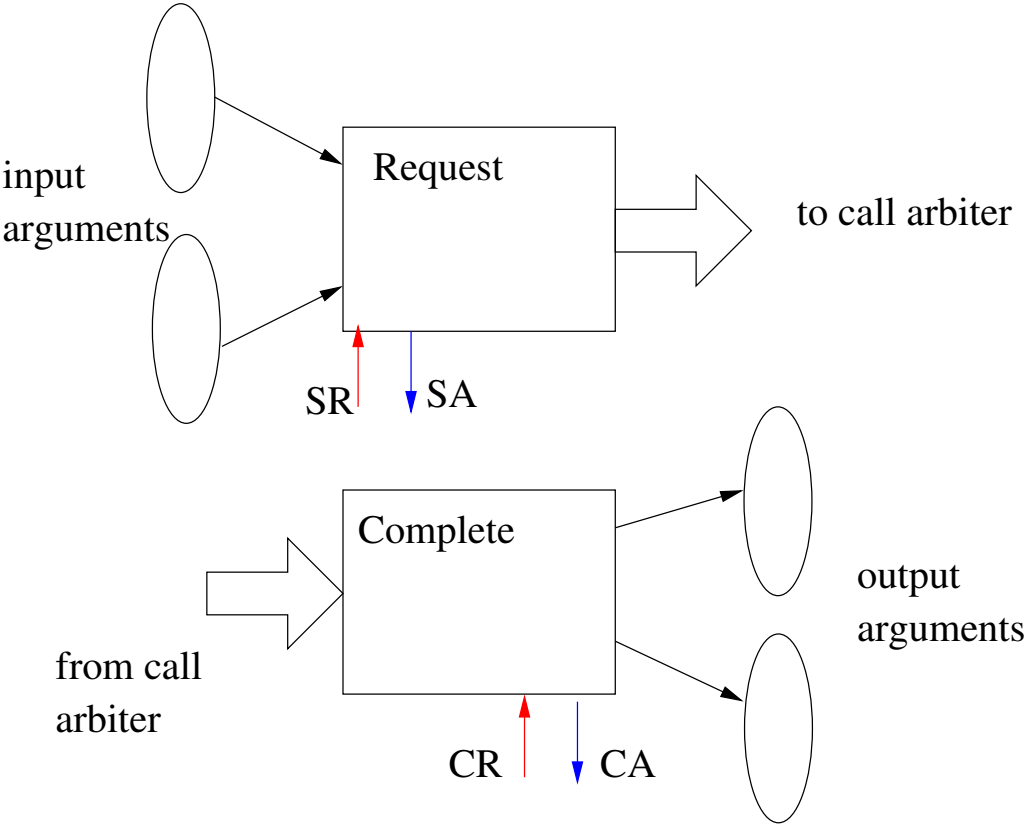 input
arguments
Request
to call arbiter
SR
SA
Complete
from call
arbiter
output
arguments
CR
CA